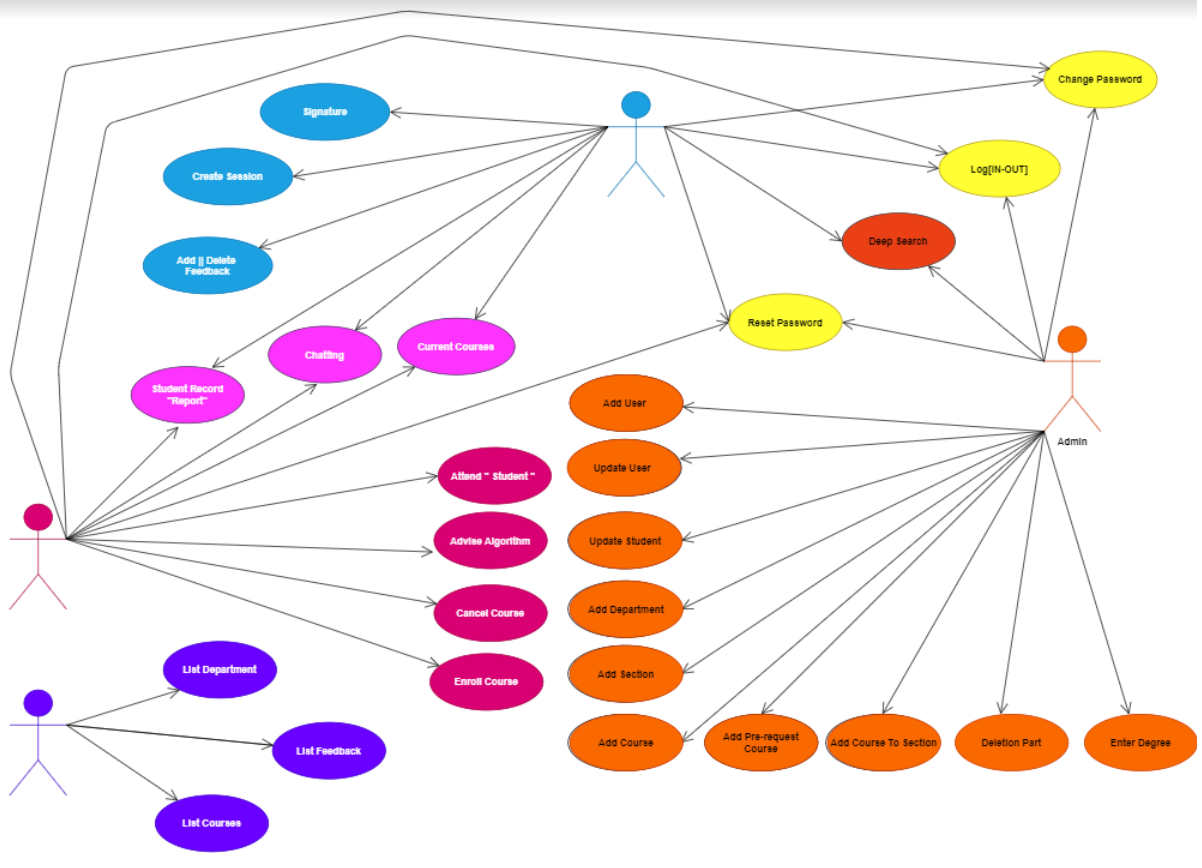 Change Password
Signature
Log[IN-OUT]
Create Session
Deep Search
Add || Delete
Feedback
Reset Password
Current Courses
Chatting
Student Record
"Report"
Add User
Admin
Update User
Attend " Student "
Advise Algorithm
Update Student
Cancel Course
Add Department
List Department
Enroll Course
Add Section
List Feedback
Add Course
Add Pre-request
Course
Add Course To Section
Deletion Part
Enter Degree
List Courses